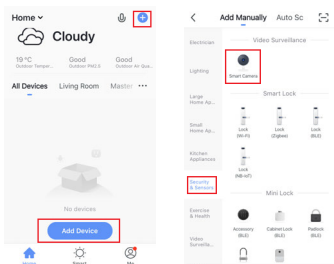 Home
Cloudy
19 °C
Good
Good
Outdoor Temper...
Outdoor PM2.5
Outdoor Air Qua...
All Devices
Living Room
Master
...
No devices
Add Device
Home
Smart
Me
Add Manually
Auto Sc
Electrician
Lighting
Large
Home Ap...
Small
Home Ap...
Kitchen
Appliances
Security
& Sensors
Exercise
& Health
Video
Surveilla...
Video Surveillance
Smart Camera
Smart Lock
Lock
(Wi-Fi)
Lock
(Zigbee)
Lock
(BLE)
Lock
(NB-IoT)
Mini Lock
Accessory
(BLE)
Cabinet Lock
(BLE)
Padlock
(BLE)